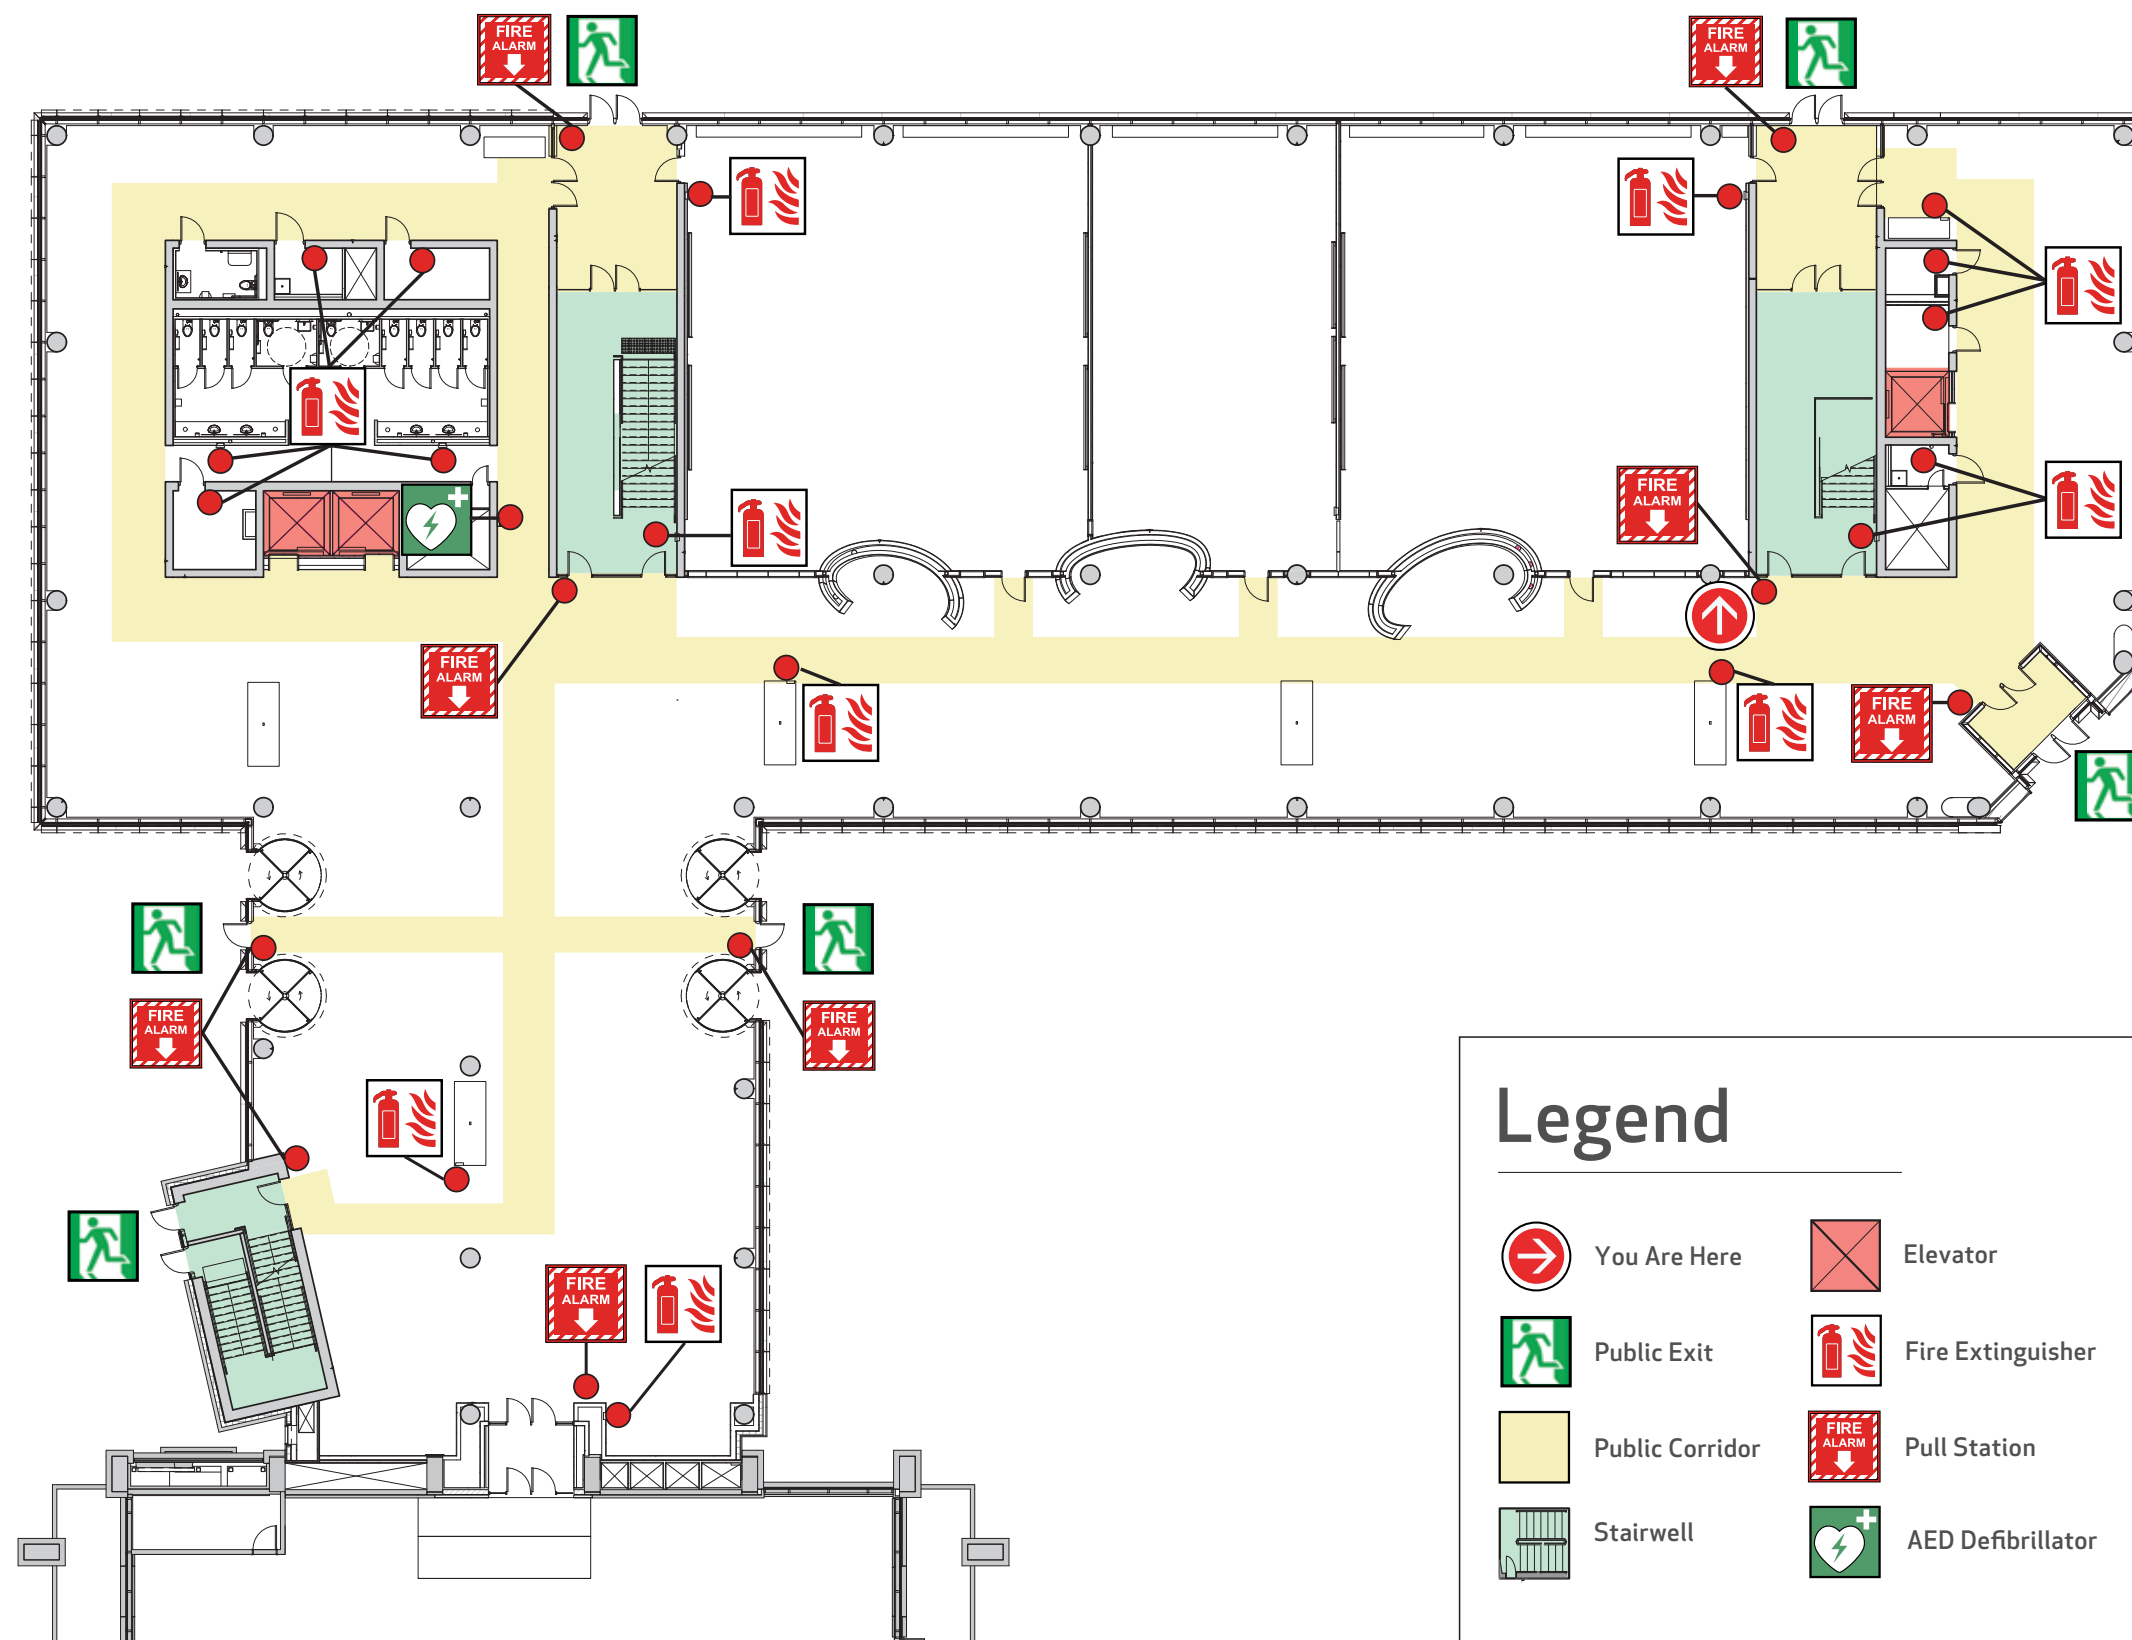 FIRE
ALARM
FIRE
ALARM
FIRE
ALARM
FIRE
ALARM
FIRE
ALARM
FIRE
ALARM
FIRE
ALARM
FIRE
ALARM
Legend
You Are Here
Elevator
Public Exit
Fire Extinguisher
Public Corridor
FIRE
ALARM
Pull Station
Stairwell
AED Defibrillator